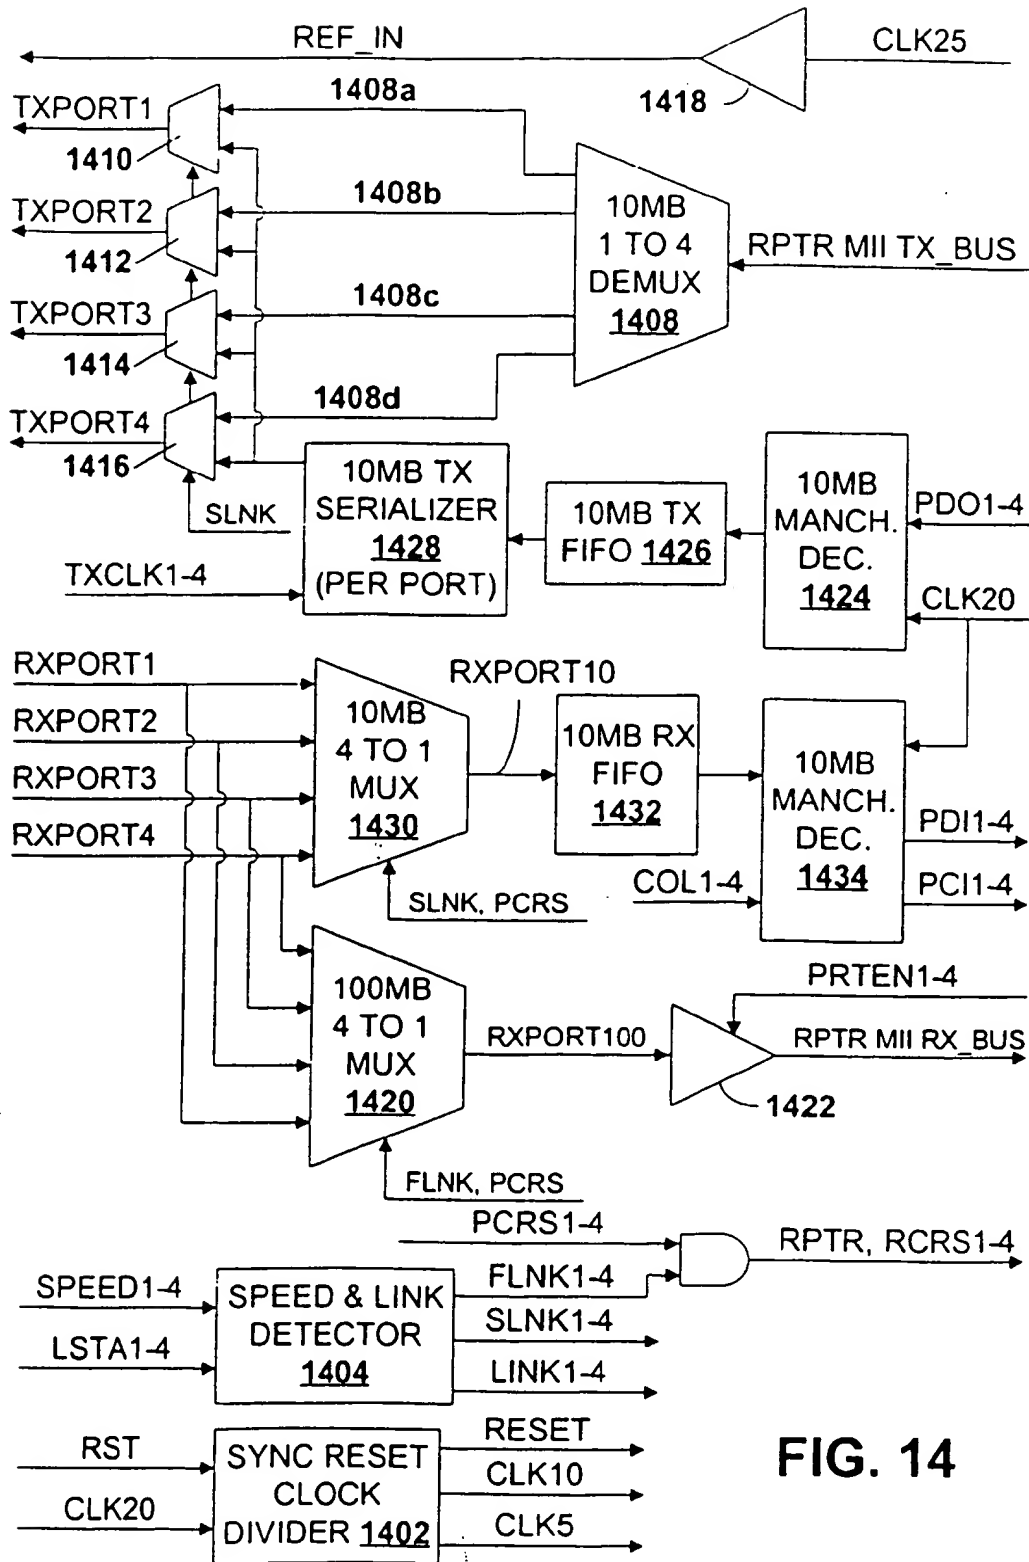 REF_IN
CLK25
1418
TXPORT1
1408a
1410
TXPORT2
1408b
10MB
1 TO 4
DEMUX
1408
RPTR MII TX_BUS
1412
TXPORT3
1408c
1414
TXPORT4
1408d
1416
SLNK
10MB TX
SERIALIZER
1428
(PER PORT)
10MB TX
FIFO 1426
10MB
MANCH.
DEC.
1424
PDO1-4
CLK20
TXCLK1-4
RXPORT1
RXPORT2
RXPORT3
RXPORT4
10MB
4 TO 1
MUX
1430
RXPORT10
10MB RX
FIFO
1432
10MB
MANCH.
DEC.
1434
PDI1-4
PCI1-4
COL1-4
SLNK, PCRS
100MB
4 TO 1
MUX
1420
RXPORT100
PRTEN1-4
RPTR MII RX_BUS
1422
FLNK, PCRS
PCRS1-4
RPTR, RCRS1-4
SPEED1-4
LSTA1-4
SPEED & LINK
DETECTOR
1404
FLNK1-4
SLNK1-4
LINK1-4
RST
CLK20
SYNC RESET
CLOCK
DIVIDER 1402
RESET
CLK10
CLK5
FIG. 14